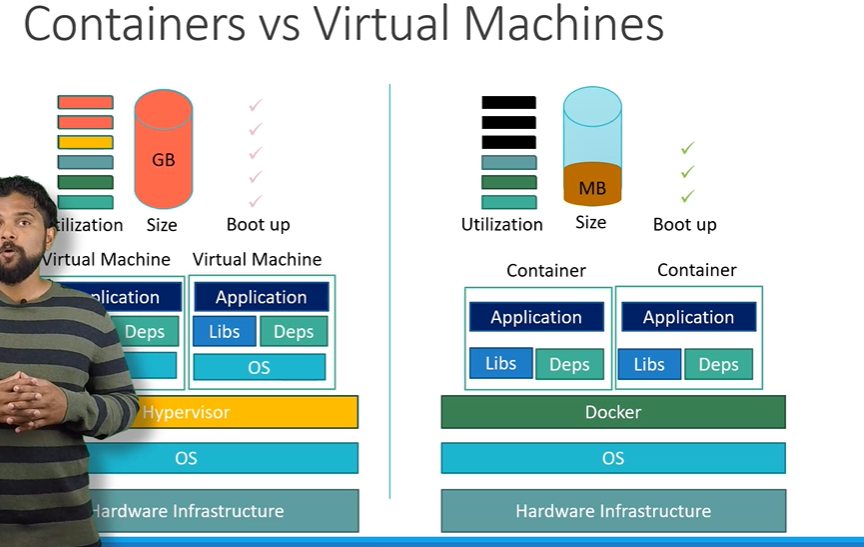 Containers vs Virtual Machines
GB
tilization
Size
Boot up
Virtual Machine
Virtual Machine
plication
Deps
Application
Libs
Deps
OS
Hypervisor
OS
Hardware Infrastructure
MB
Utilization
Size
Boot up
Container
Container
Application
Libs
Deps
Application
Libs
Deps
Docker
OS
Hardware Infrastructure